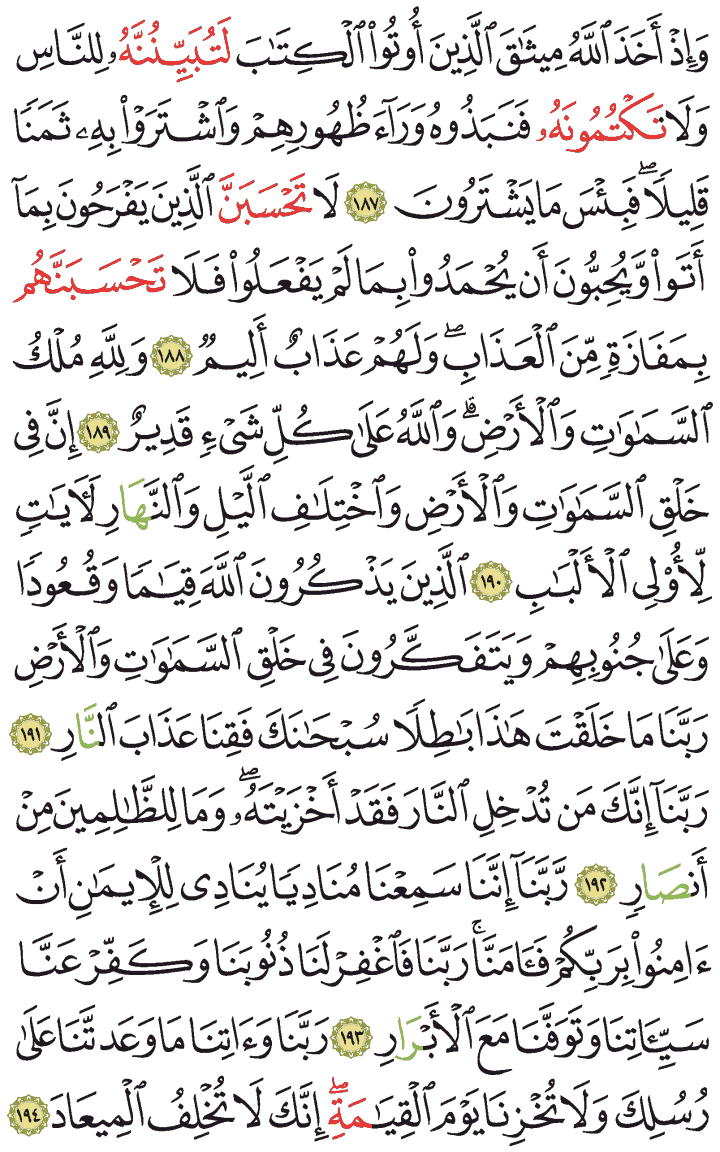 وَإِذْ أَخَذَ ٱللَّهُ مِيثَٰقَ ٱلَّذِينَ أُوتُوا۟ ٱلْكِتَٰبَ لَتُبَيِّنُنَّهُۥ لِلنَّاسِ
وَلَا تَكْتُمُونَهُۥ فَنَبَذُوهُ وَرَآءَ ظُهُورِهِمْ وَٱشْتَرَوْا۟ بِهِۦ ثَمَنًا
قَلِيلًا ۖ فَبِئْسَ مَا يَشْتَرُونَ ١٨٧ لَا تَحْسَبَنَّ ٱلَّذِينَ يَفْرَحُونَ بِمَآ
أَتَوا۟ وَّيُحِبُّونَ أَن يُحْمَدُوا۟ بِمَا لَمْ يَفْعَلُوا۟ فَلَا تَحْسَبَنَّهُم
بِمَفَازَةٍ مِّنَ ٱلْعَذَابِ ۖ وَلَهُمْ عَذَابٌ أَلِيمٌ ١٨٨ وَلِلَّهِ مُلْكُ
ٱلسَّمَٰوَٰتِ وَٱلْأَرْضِ ۗ وَٱللَّهُ عَلَىٰ كُلِّ شَىْءٍ قَدِيرٌ ١٨٩ إِنَّ فِى
خَلْقِ ٱلسَّمَٰوَٰتِ وَٱلْأَرْضِ وَٱخْتِلَٰفِ ٱلَّيْلِ وَٱلنَّهَارِ لَءَايَٰتٍ
لِّأُو۟لِى ٱلْأَلْبَٰبِ ١٩٠ ٱلَّذِينَ يَذْكُرُونَ ٱللَّهَ قِيَٰمًا وَقُعُودًا
وَعَلَىٰ جُنُوبِهِمْ وَيَتَفَكَّرُونَ فِى خَلْقِ ٱلسَّمَٰوَٰتِ وَٱلْأَرْضِ
رَبَّنَا مَا خَلَقْتَ هَٰذَا بَٰطِلًا سُبْحَٰنَكَ فَقِنَا عَذَابَ ٱلنَّارِ ١٩١
رَبَّنَآ إِنَّكَ مَن تُدْخِلِ ٱلنَّارَ فَقَدْ أَخْزَيْتَهُۥ ۖ وَمَا لِلظَّٰلِمِينَ مِنْ
أَنصَارٍ ١٩٢ رَّبَّنَآ إِنَّنَا سَمِعْنَا مُنَادِيًا يُنَادِى لِلْإِيمَٰنِ أَنْ
ءَامِنُوا۟ بِرَبِّكُمْ فَـَٔامَنَّا ۚ رَبَّنَا فَٱغْفِرْ لَنَا ذُنُوبَنَا وَكَفِّرْ عَنَّا
سَيِّـَٔاتِنَا وَتَوَفَّنَا مَعَ ٱلْأَبْرَارِ ١٩٣ رَبَّنَا وَءَاتِنَا مَا وَعَدتَّنَا عَلَىٰ
رُسُلِكَ وَلَا تُخْزِنَا يَوْمَ ٱلْقِيَٰمَةِ ۖ إِنَّكَ لَا تُخْلِفُ ٱلْمِيعَادَ ١٩٤